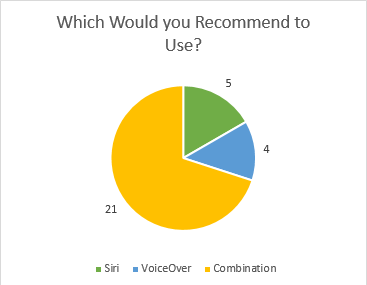 Which Would you Recommend to
Use?
5
4
21
Siri VoiceOver Combination